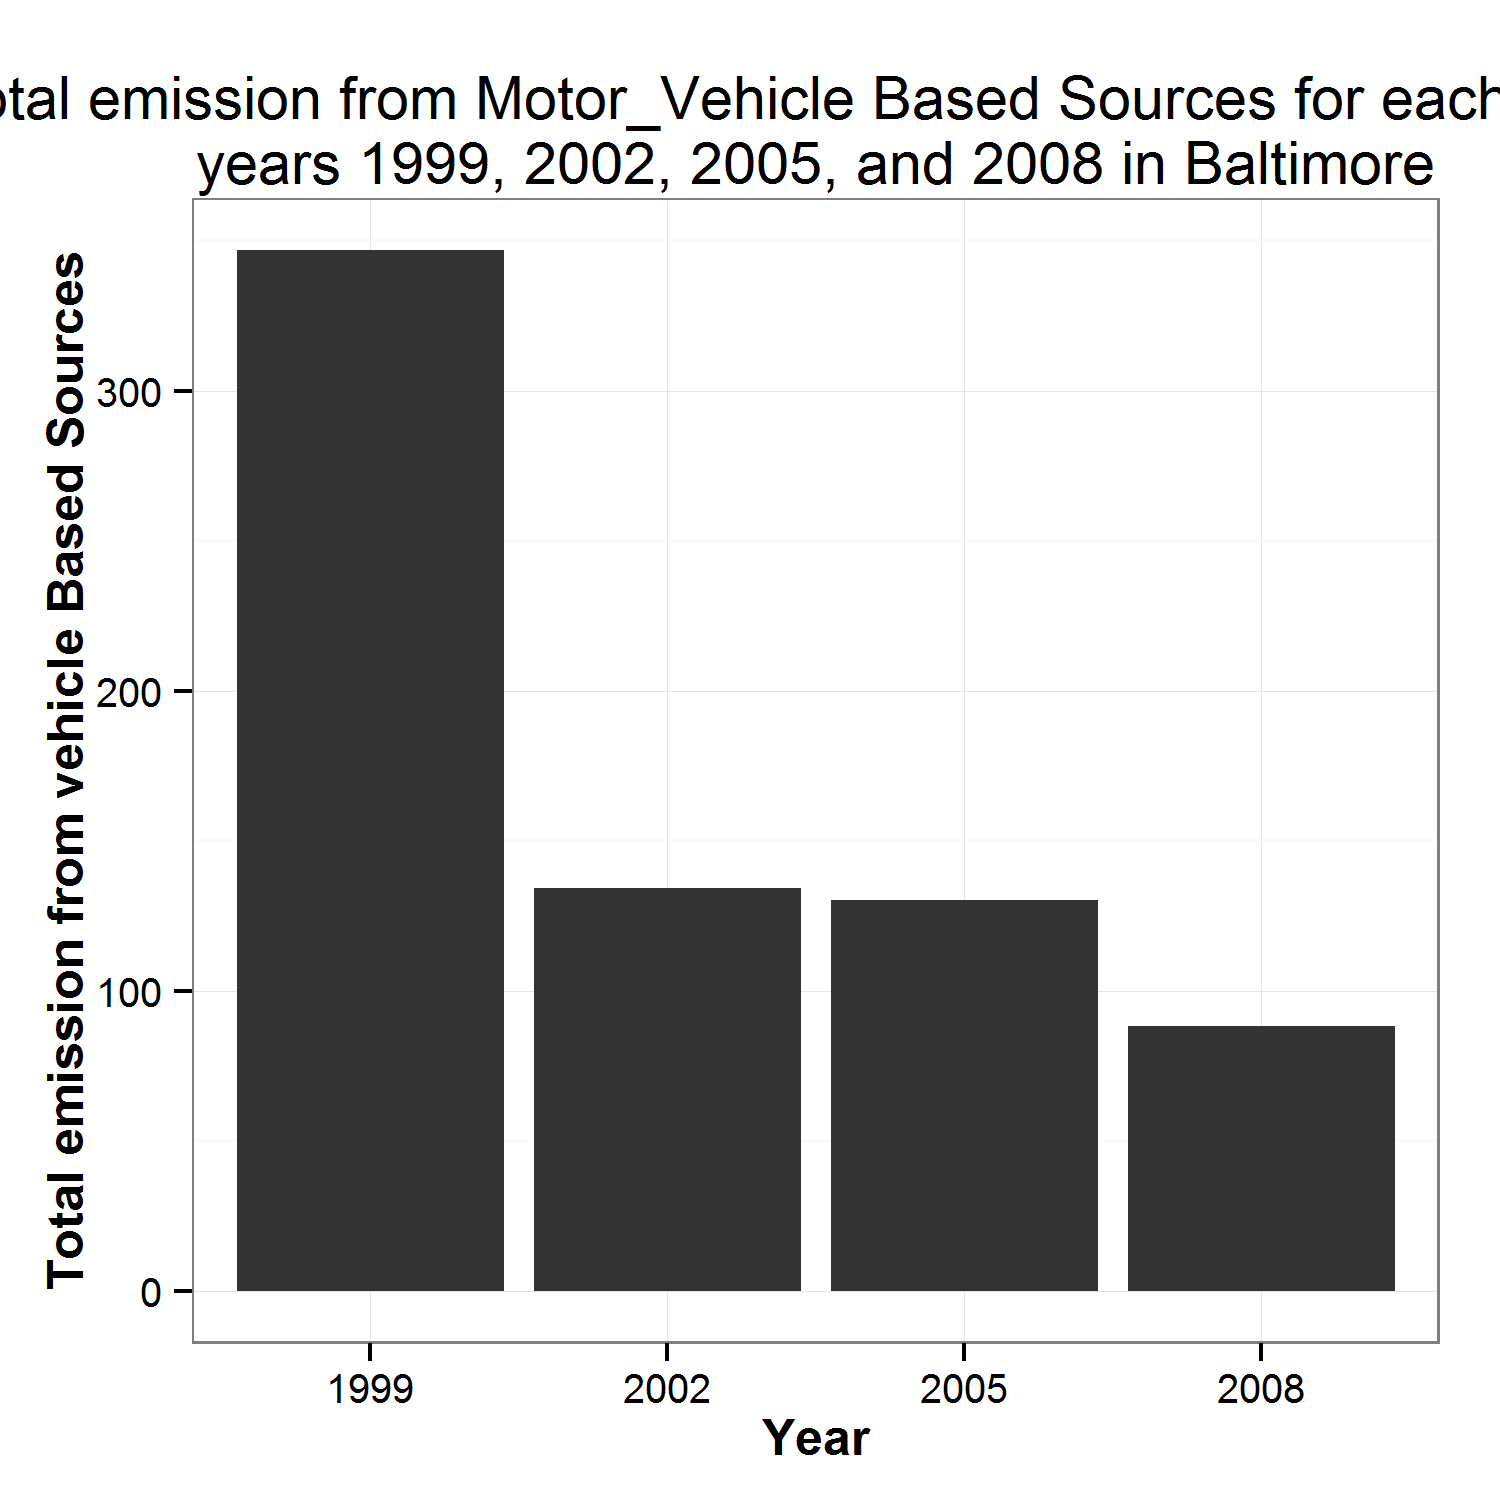 otal emission from Motor_Vehicle Based Sources for each
years 1999, 2002, 2005, and 2008 in Baltimore
Total emission from vehicle Based Sources
300
200
100
0
1999 2002 2005 2008
Year